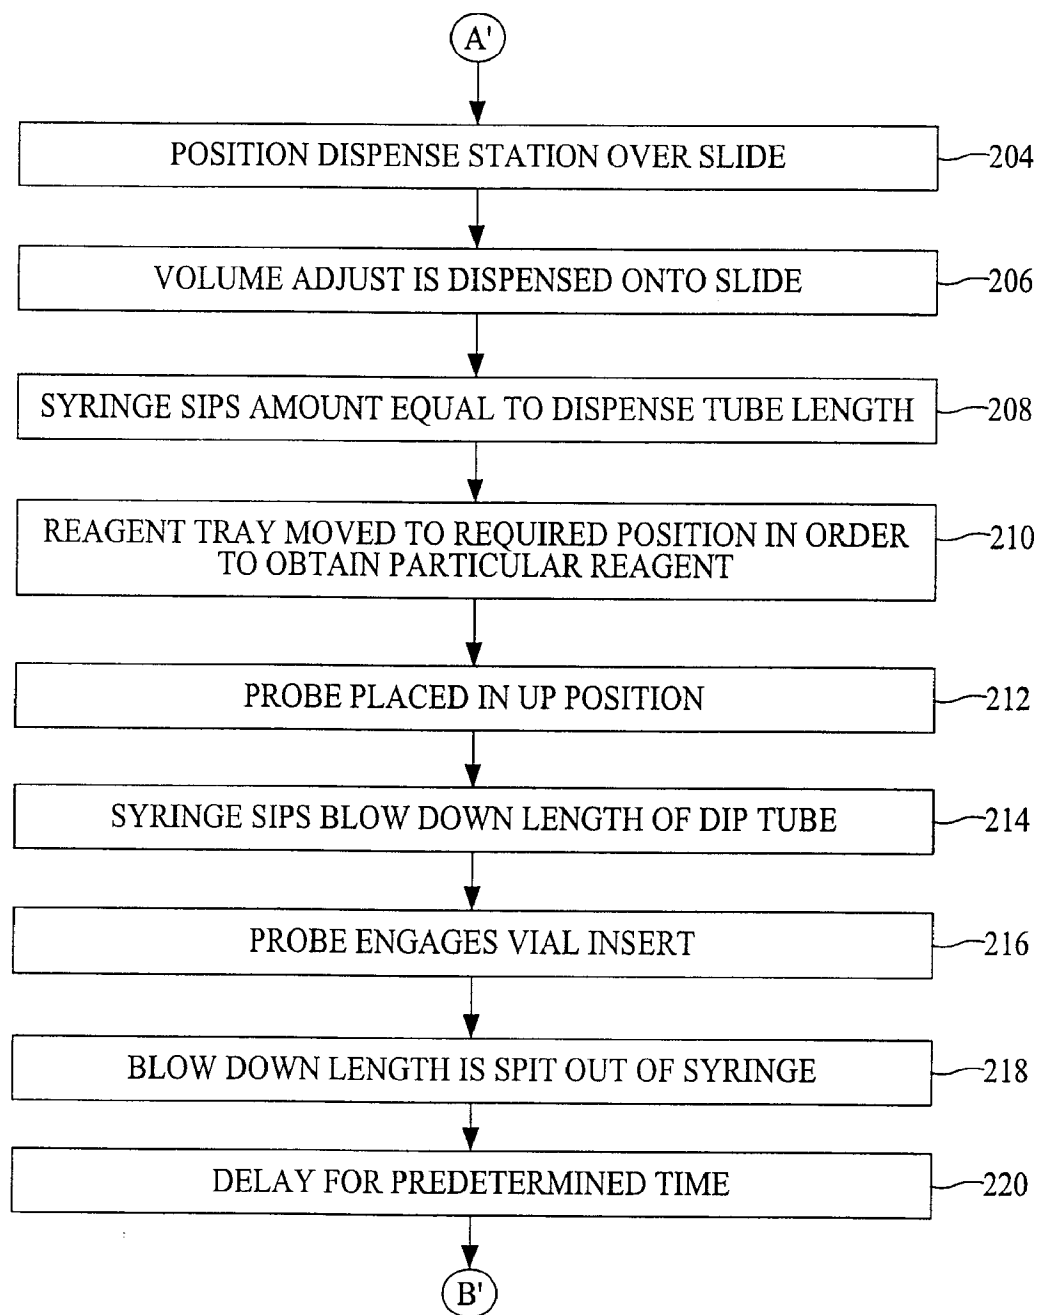 A'
POSITION DISPENSE STATION OVER SLIDE
204
VOLUME ADJUST IS DISPENSED ONTO SLIDE
206
SYRINGE SIPS AMOUNT EQUAL TO DISPENSE TUBE LENGTH
208
REAGENT TRAY MOVED TO REQUIRED POSITION IN ORDER
TO OBTAIN PARTICULAR REAGENT
210
PROBE PLACED IN UP POSITION
212
SYRINGE SIPS BLOW DOWN LENGTH OF DIP TUBE
214
PROBE ENGAGES VIAL INSERT
216
BLOW DOWN LENGTH IS SPIT OUT OF SYRINGE
218
DELAY FOR PREDETERMINED TIME
220
B'